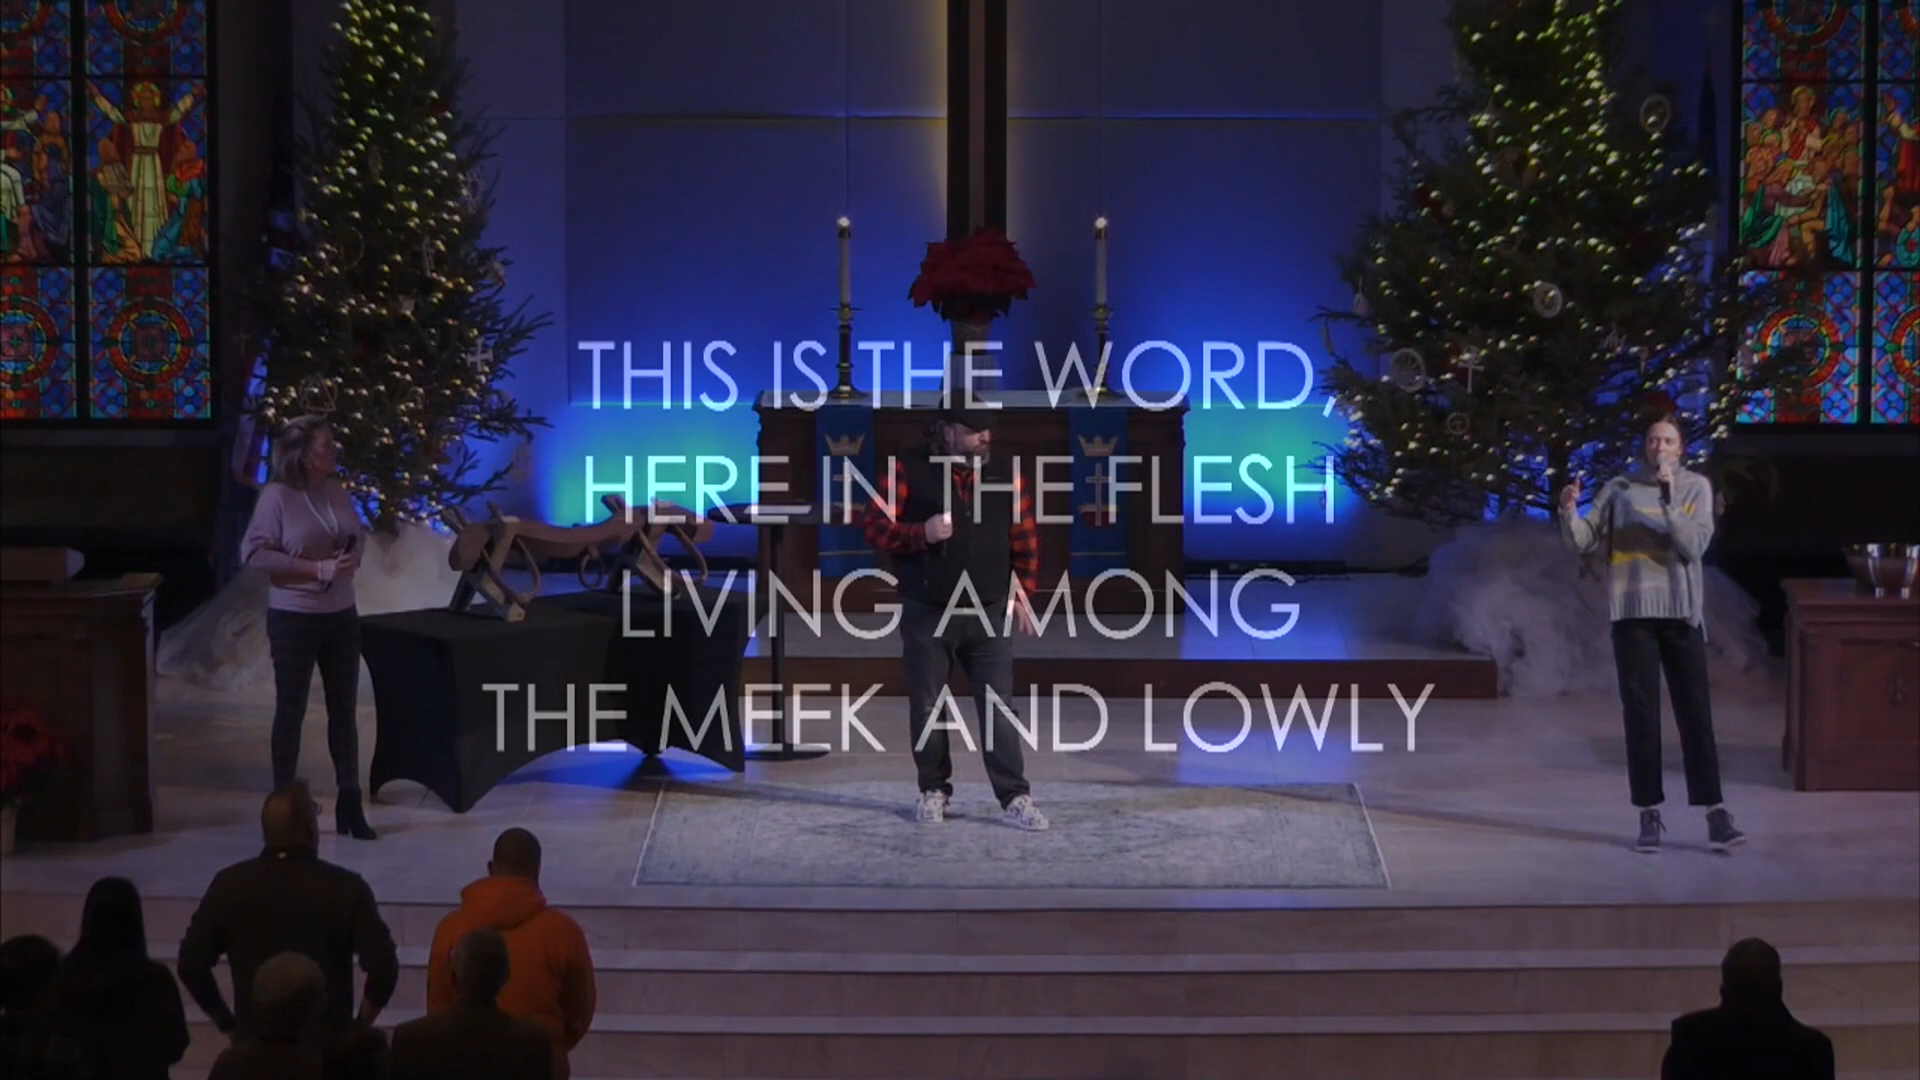 THIS IS THE WORD,
HERE IN THE FLESH
LIVING AMONG
THE MEEK AND LOWLY